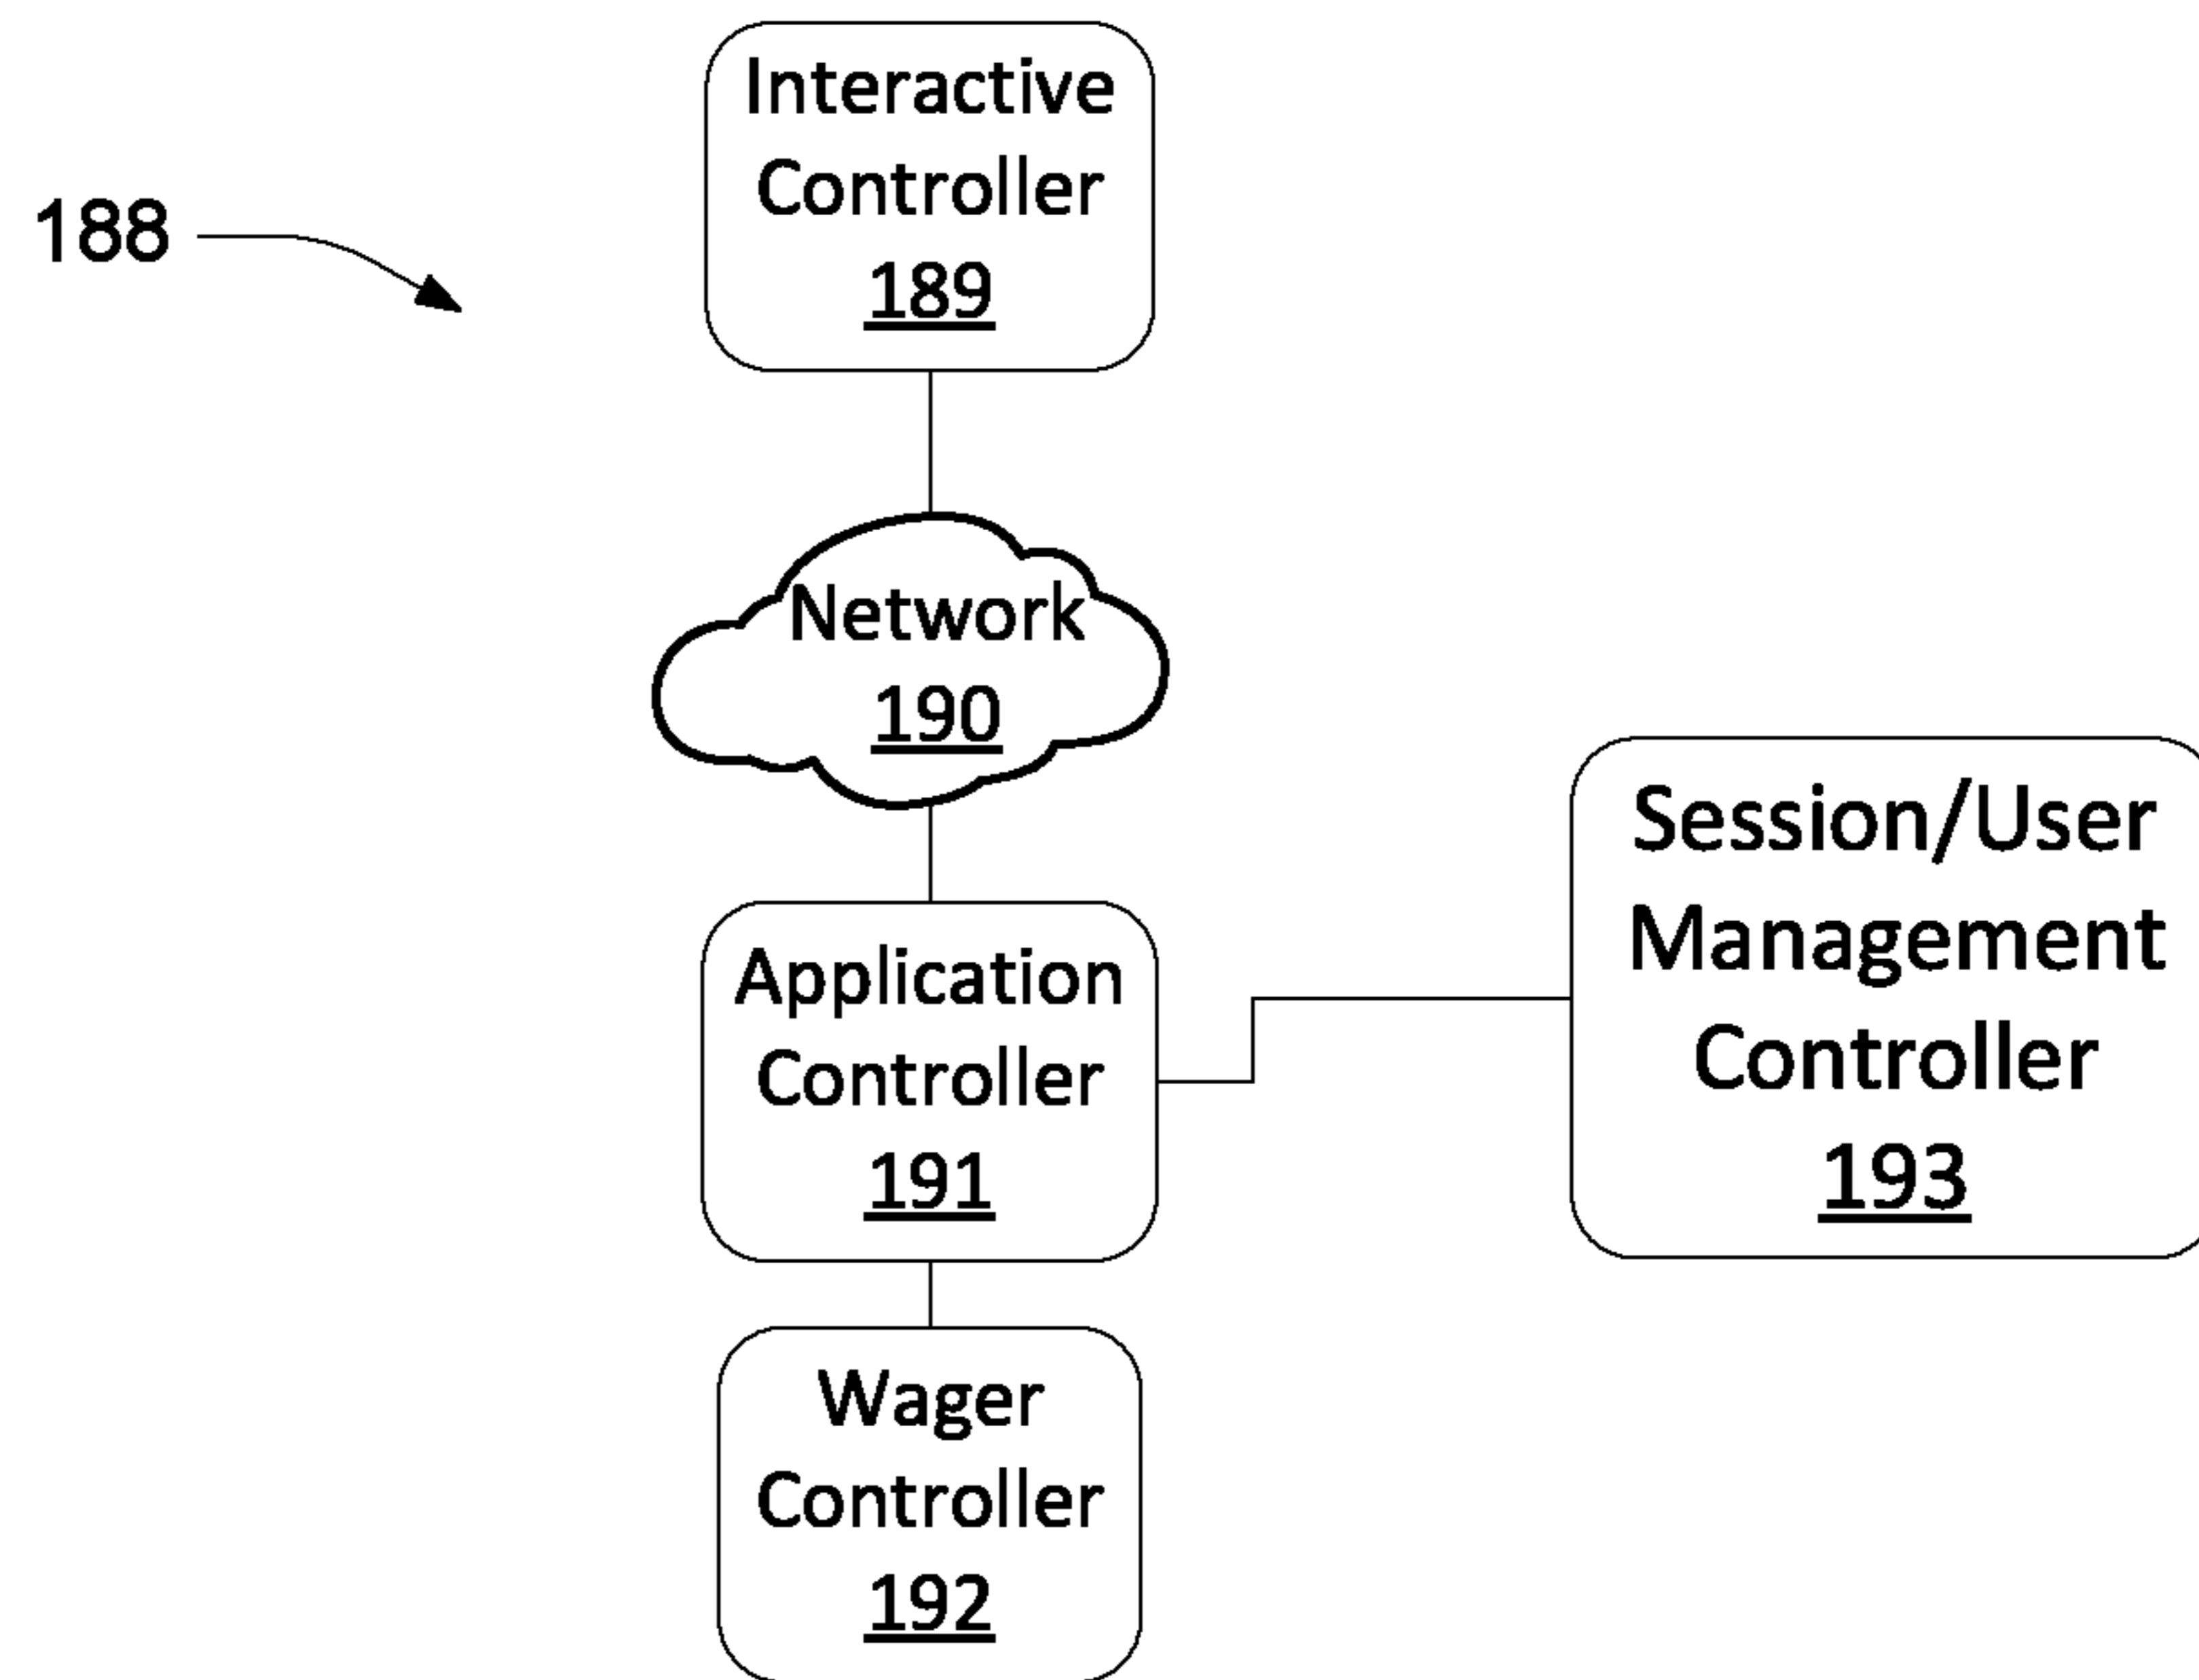 Interactive
Controller
189
188
Network
190
Application
Controller
191
Session/User
Management
Controller
193
Wager
Controller
192